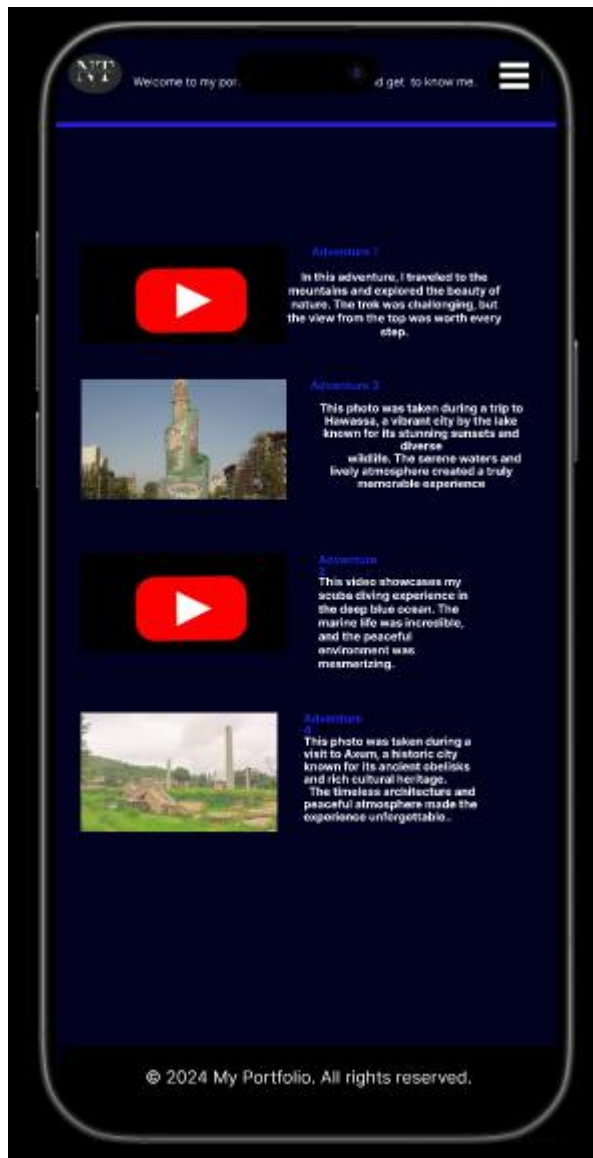 NT
Welcome to my por d get to know me.
Adventure 1
In this adventure, I traveled to the
mountains and explored the beauty of
nature. The trek was challenging, but
the view from the top was worth every
step.
Adventure 3
This photo was taken during a trip to
Hawassa, a vibrant city by the lake
known for its stunning sunsets and
diverse
wildlife. The serene waters and
lively atmosphere created a truly
memorable experience
Adventure
2
This video showcases my
scuba diving experience in
the deep blue ocean. The
marine life was incredible,
and the peaceful
environment was
mesmerizing.
Adventure
4
This photo was taken during a
visit to Axum, a historic city
known for its ancient obelisks
and rich cultural heritage.
The timeless architecture and
peaceful atmosphere made the
experience unforgettable..
© 2024 My Portfolio. All rights reserved.